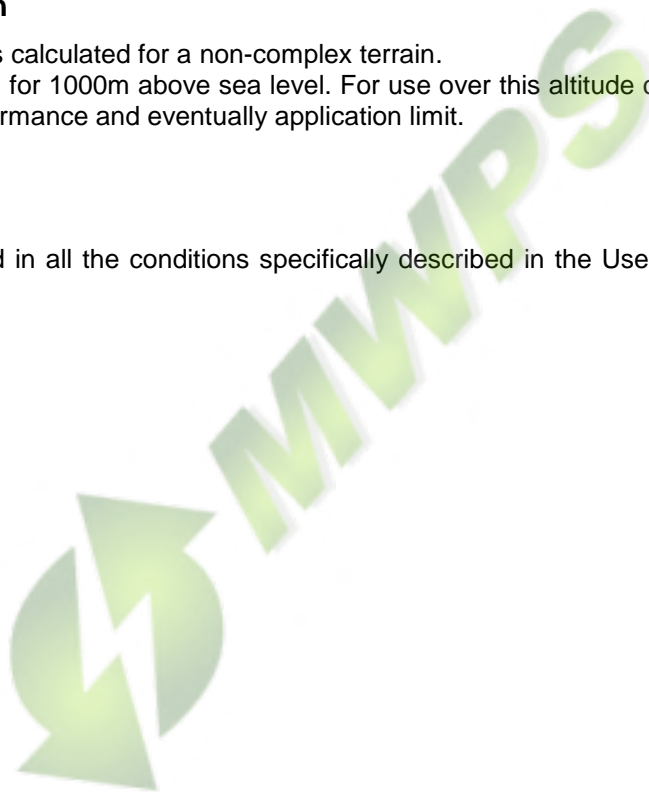 s calculated for a non-complex terrain.
for 1000m above sea level. For use over this altitude
rmance and eventually application limit.
d in all the conditions specifically described in the Use
MWPS